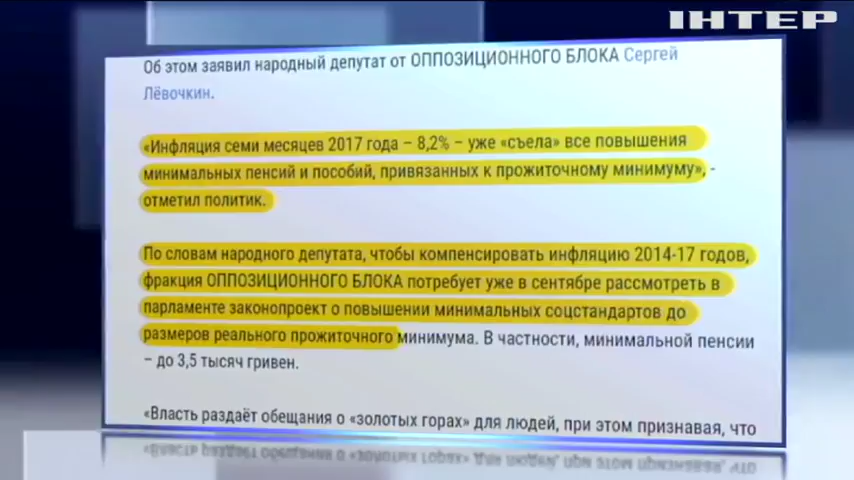 ІНТЕР
Об этом заявил народный депутат от ОППОЗИЦИОННОГО БЛОКА Сергей
Лёвочкин.
«Инфляция семи месяцев 2017 года – 8,2% – уже «съела» все повышения
минимальных пенсий и пособий, привязанных к прожиточному минимуму», -
отметил политик.
По словам народного депутата, чтобы компенсировать инфляцию 2014-17 годов,
фракция ОППОЗИЦИОННОГО БЛОКА потребует уже в сентябре рассмотреть в
парламенте законопроект о повышении минимальных соцстандартов до
размеров реального прожиточного минимума. В частности, минимальной пенсии
– до 3,5 тысяч гривен.
«Власть раздаёт обещания о «золотых горах» для людей, при этом признавая, что